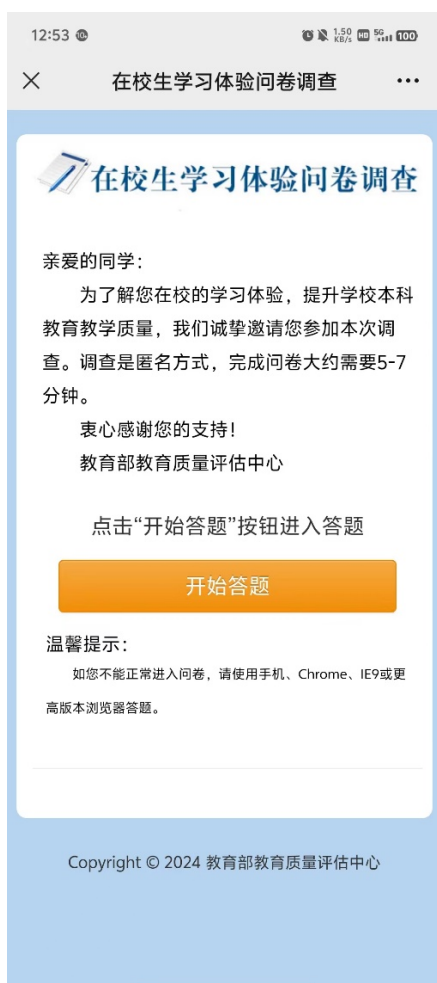 12:53
1.50 KB/s HD 5G 100
在校生学习体验问卷调查
在校生学习体验问卷调查
亲爱的同学：
为了解您在校的学习体验，提升学校本科
教育教学质量，我们诚挚邀请您参加本次调
查。调查是匿名方式，完成问卷大约需要5-7
分钟。
衷心感谢您的支持！
教育部教育质量评估中心
点击“开始答题”按钮进入答题
开始答题
温馨提示：
如您不能正常进入问卷，请使用手机、Chrome、IE9或更
高版本浏览器答题。
Copyright © 2024 教育部教育质量评估中心